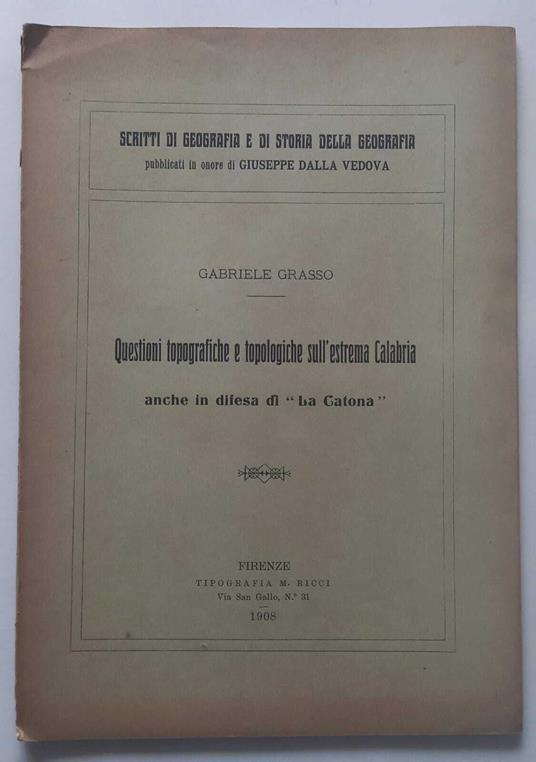 SCRITTI DI GEOGRAFIA E DI STORIA DELLA GEOGRAFIA
pubblicati in onore di GIUSEPPE DALLA VEDOVA
GABRIELE GRASSO
Questioni topografiche e topologiche sull'estrema Calabria
anche in difesa di “La Catona”
FIRENZE
TIPOGRAFIA M. RICCI
Via San Gallo, N.° 31
1908